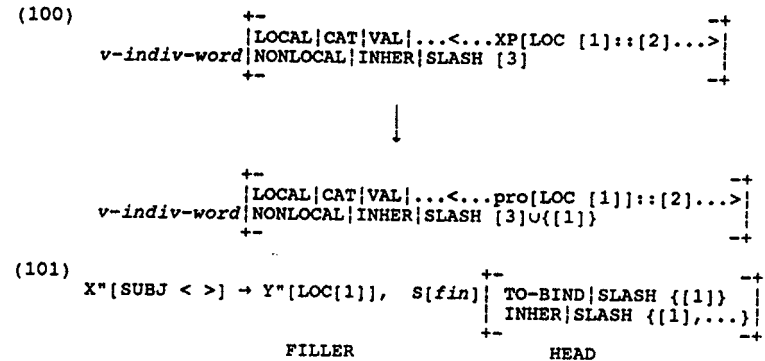 (100)
+- -+
|LOCAL|CAT|VAL|...<...XP[LOC [1]::[2]...>|
v-indiv-word|NONLOCAL|INHER|SLASH [3] |
+- -+
↓
+- -+
|LOCAL|CAT|VAL|...<...pro[LOC [1]]::[2]...>|
v-indiv-word|NONLOCAL|INHER|SLASH [3]∪{[1]} |
+- -+
(101)
+- -+
X"[SUBJ < >] → Y"[LOC[1]], S[fin]| TO-BIND|SLASH {[1]} |
| INHER|SLASH {[1],...}|
+- -+
FILLER HEAD